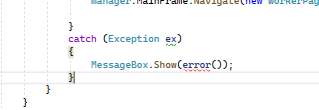 manager.MainFrame.Navigate(new WorkerPag
}
catch (Exception ex)
{
MessageBox.Show(error());
}
}
}